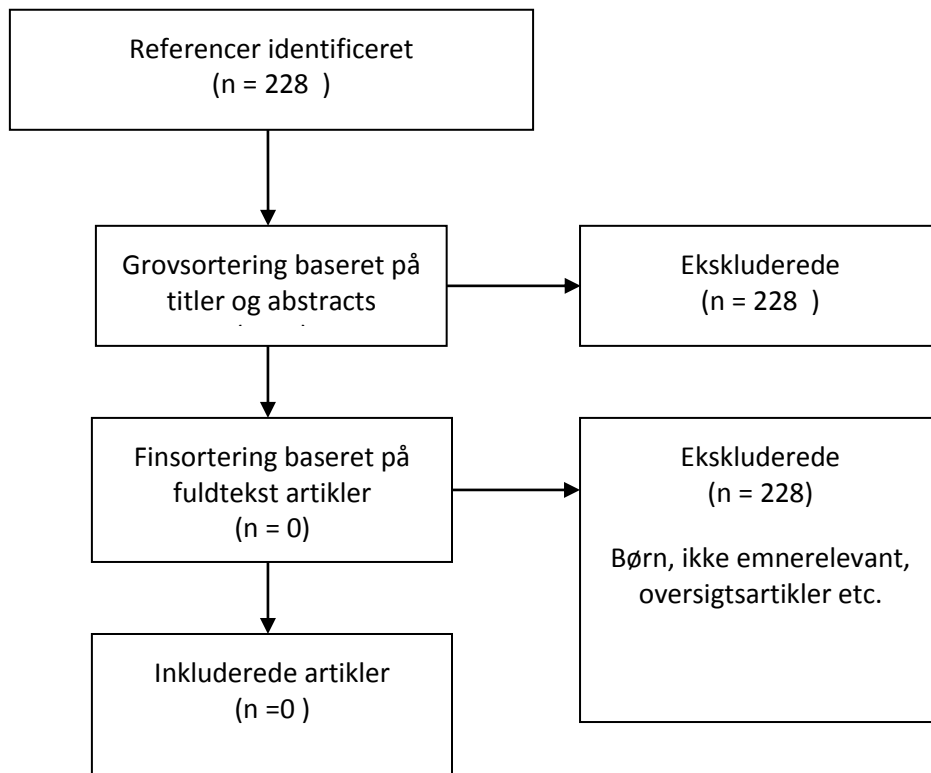 Referencer identificeret
(n = 228  )
Grovsortering baseret på
titler og abstracts
Ekskluderede
(n = 228  )
Finsortering baseret på
fuldtekst artikler
(n = 0)
Ekskluderede
(n = 228)
Børn, ikke emnerelevant,
oversigtsartikler etc.
Inkluderede artikler
(n =0 )